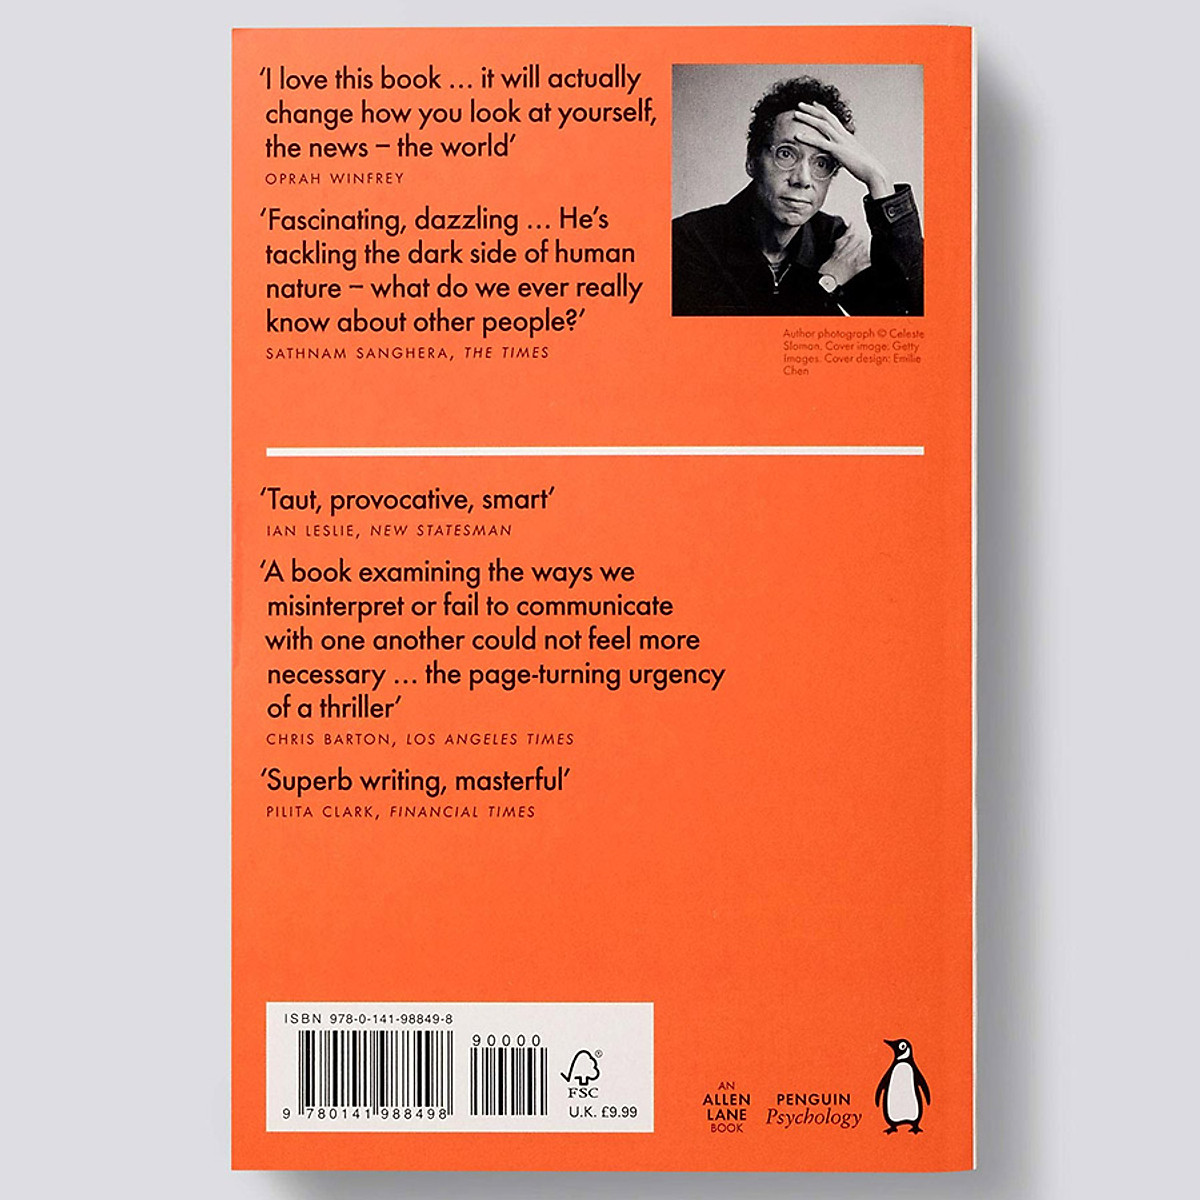 ‘I love this book ... it will actually
change how you look at yourself,
the news – the world’
OPRAH WINFREY
‘Fascinating, dazzling ... He’s
tackling the dark side of human
nature – what do we ever really
know about other people?’
SATHNAM SANGHERA, THE TIMES
Author photograph © Celeste
Sloman. Cover image: Getty
Images. Cover design: Emilie
Chen
‘Taut, provocative, smart’
IAN LESLIE, NEW STATESMAN
‘A book examining the ways we
misinterpret or fail to communicate
with one another could not feel more
necessary ... the page-turning urgency
of a thriller’
CHRIS BARTON, LOS ANGELES TIMES
‘Superb writing, masterful’
PILITA CLARK, FINANCIAL TIMES
ISBN 978-0-141-98849-8
90000
9 780141 988498
®
FSC
U.K. £9.99
AN
ALLEN
LANE
BOOK
PENGUIN
Psychology